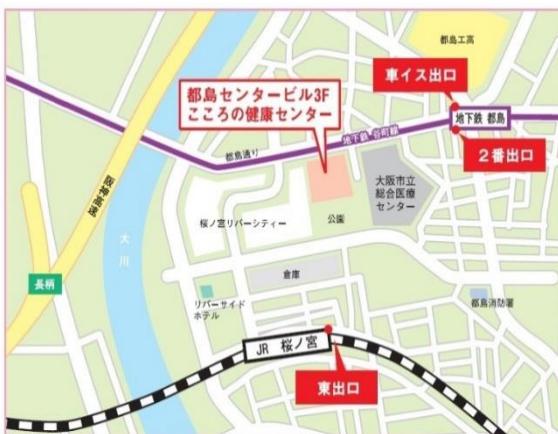 都島工高
車イス出口
都島センタービル3F
こころの健康センター
地下鉄 都島
地下鉄 谷町線
2番出口
都島通り
阪神高速
大阪市立
総合医療
センター
桜ノ宮リバーシティー
公園
大川
倉庫
長柄
リバーサイド
ホテル
都島消防署
JR 桜ノ宮
東出口